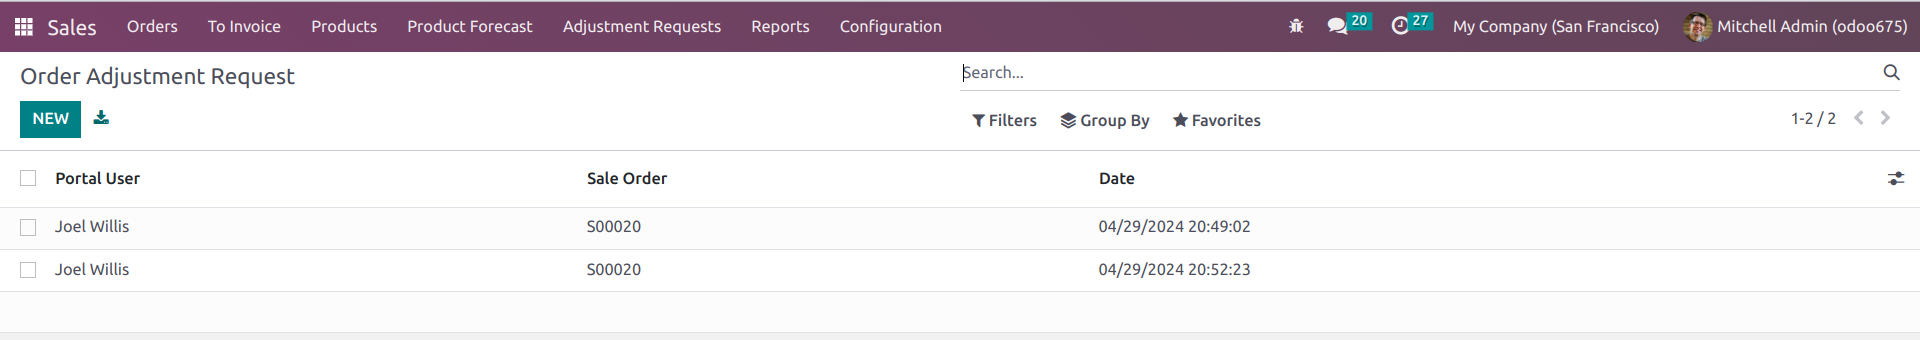 Sales Orders To Invoice Products Product Forecast Adjustment Requests Reports Configuration 20 27 My Company (San Francisco) Mitchell Admin (odoo675)
Order Adjustment Request Search...
NEW Filters Group By Favorites 1-2 / 2
Portal User Sale Order Date
Joel Willis S00020 04/29/2024 20:49:02
Joel Willis S00020 04/29/2024 20:52:23